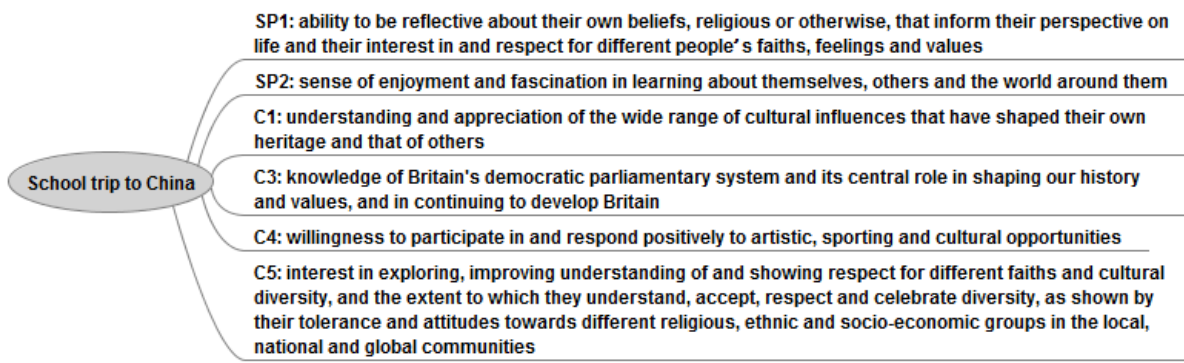 SP1: ability to be reflective about their own beliefs, religious or otherwise, that inform their perspective on
life and their interest in and respect for different people's faiths, feelings and values
SP2: sense of enjoyment and fascination in learning about themselves, others and the world around them
C1: understanding and appreciation of the wide range of cultural influences that have shaped their own
heritage and that of others
School trip to China
C3: knowledge of Britain's democratic parliamentary system and its central role in shaping our history
and values, and in continuing to develop Britain
C4: willingness to participate in and respond positively to artistic, sporting and cultural opportunities
C5: interest in exploring, improving understanding of and showing respect for different faiths and cultural
diversity, and the extent to which they understand, accept, respect and celebrate diversity, as shown by
their tolerance and attitudes towards different religious, ethnic and socio-economic groups in the local,
national and global communities